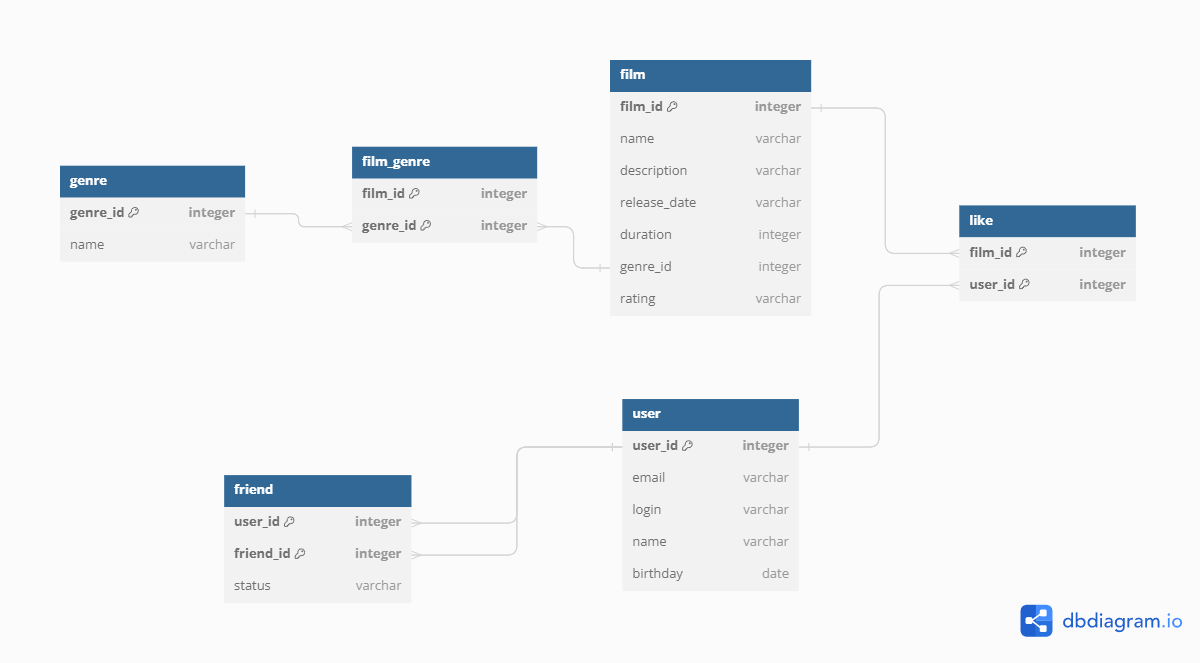 genre
genre_id integer
name varchar
film_genre
film_id integer
genre_id integer
film
film_id integer
name varchar
description varchar
release_date varchar
duration integer
genre_id integer
rating varchar
like
film_id integer
user_id integer
friend
user_id integer
friend_id integer
status varchar
user
user_id integer
email varchar
login varchar
name varchar
birthday date
dbdiagram.io